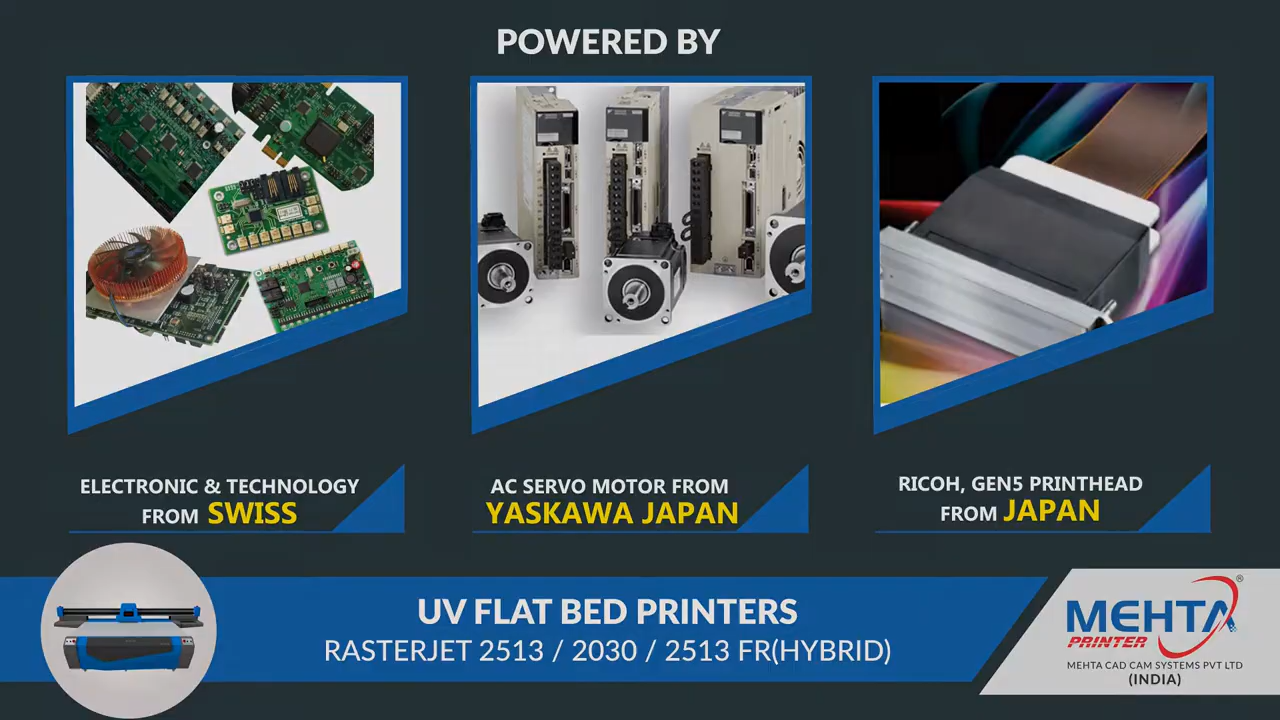 POWERED BY
ELECTRONIC & TECHNOLOGY
FROM SWISS
AC SERVO MOTOR FROM
YASKAWA JAPAN
RICOH, GEN5 PRINTHEAD
FROM JAPAN
UV FLAT BED PRINTERS
RASTERJET 2513 / 2030 / 2513 FR(HYBRID)
MEHTA ®
PRINTER
MEHTA CAD CAM SYSTEMS PVT LTD
(INDIA)